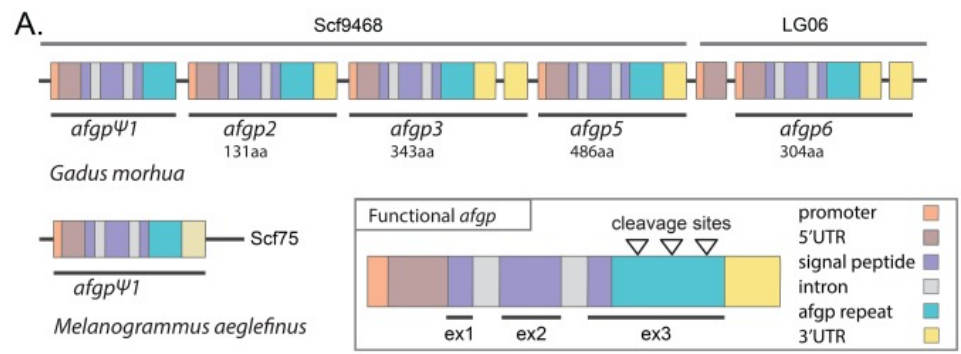 A.
Scf9468
LG06
afgpΨ1
afgp2
afgp3
afgp5
afgp6
131aa
343aa
486aa
304aa
Gadus morhua
Scf75
afgpΨ1
Melanogrammus aeglefinus
Functional afgp
cleavage sites
ex1
ex2
ex3
promoter
5'UTR
signal peptide
intron
afgp repeat
3'UTR